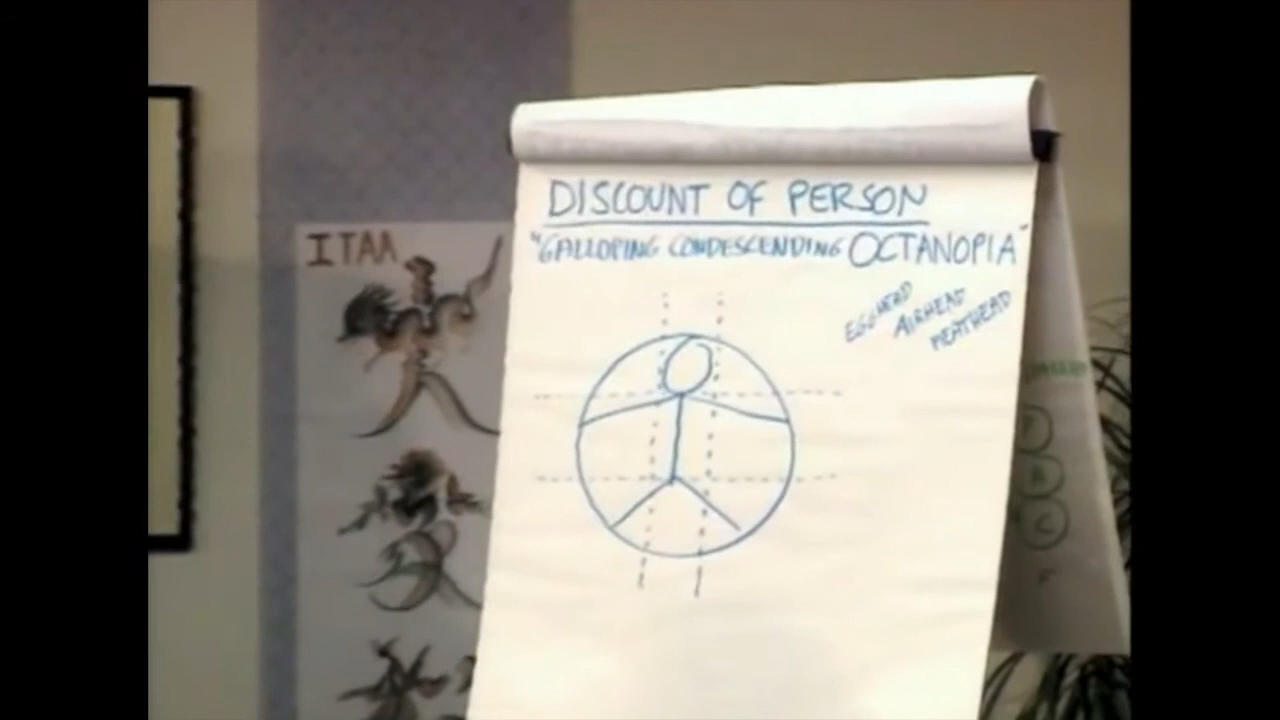 DISCOUNT OF PERSON
"GALLOPING CONDESCENDING OCTANOPIA"
EGGHEAD
AIRHEAD
MEATHEAD
ITAA
C